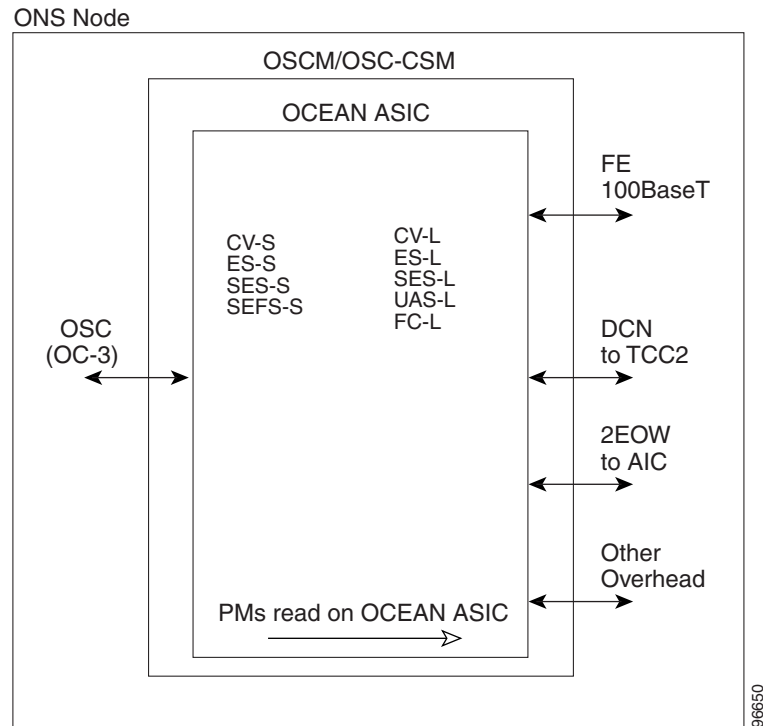 ONS Node
OSCM/OSC-CSM
OCEAN ASIC
FE
100BaseT
CV-S
ES-S
SES-S
SEFS-S
CV-L
ES-L
SES-L
UAS-L
FC-L
OSC
(OC-3)
DCN
to TCC2
2EOW
to AIC
Other
Overhead
PMs read on OCEAN ASIC
96650